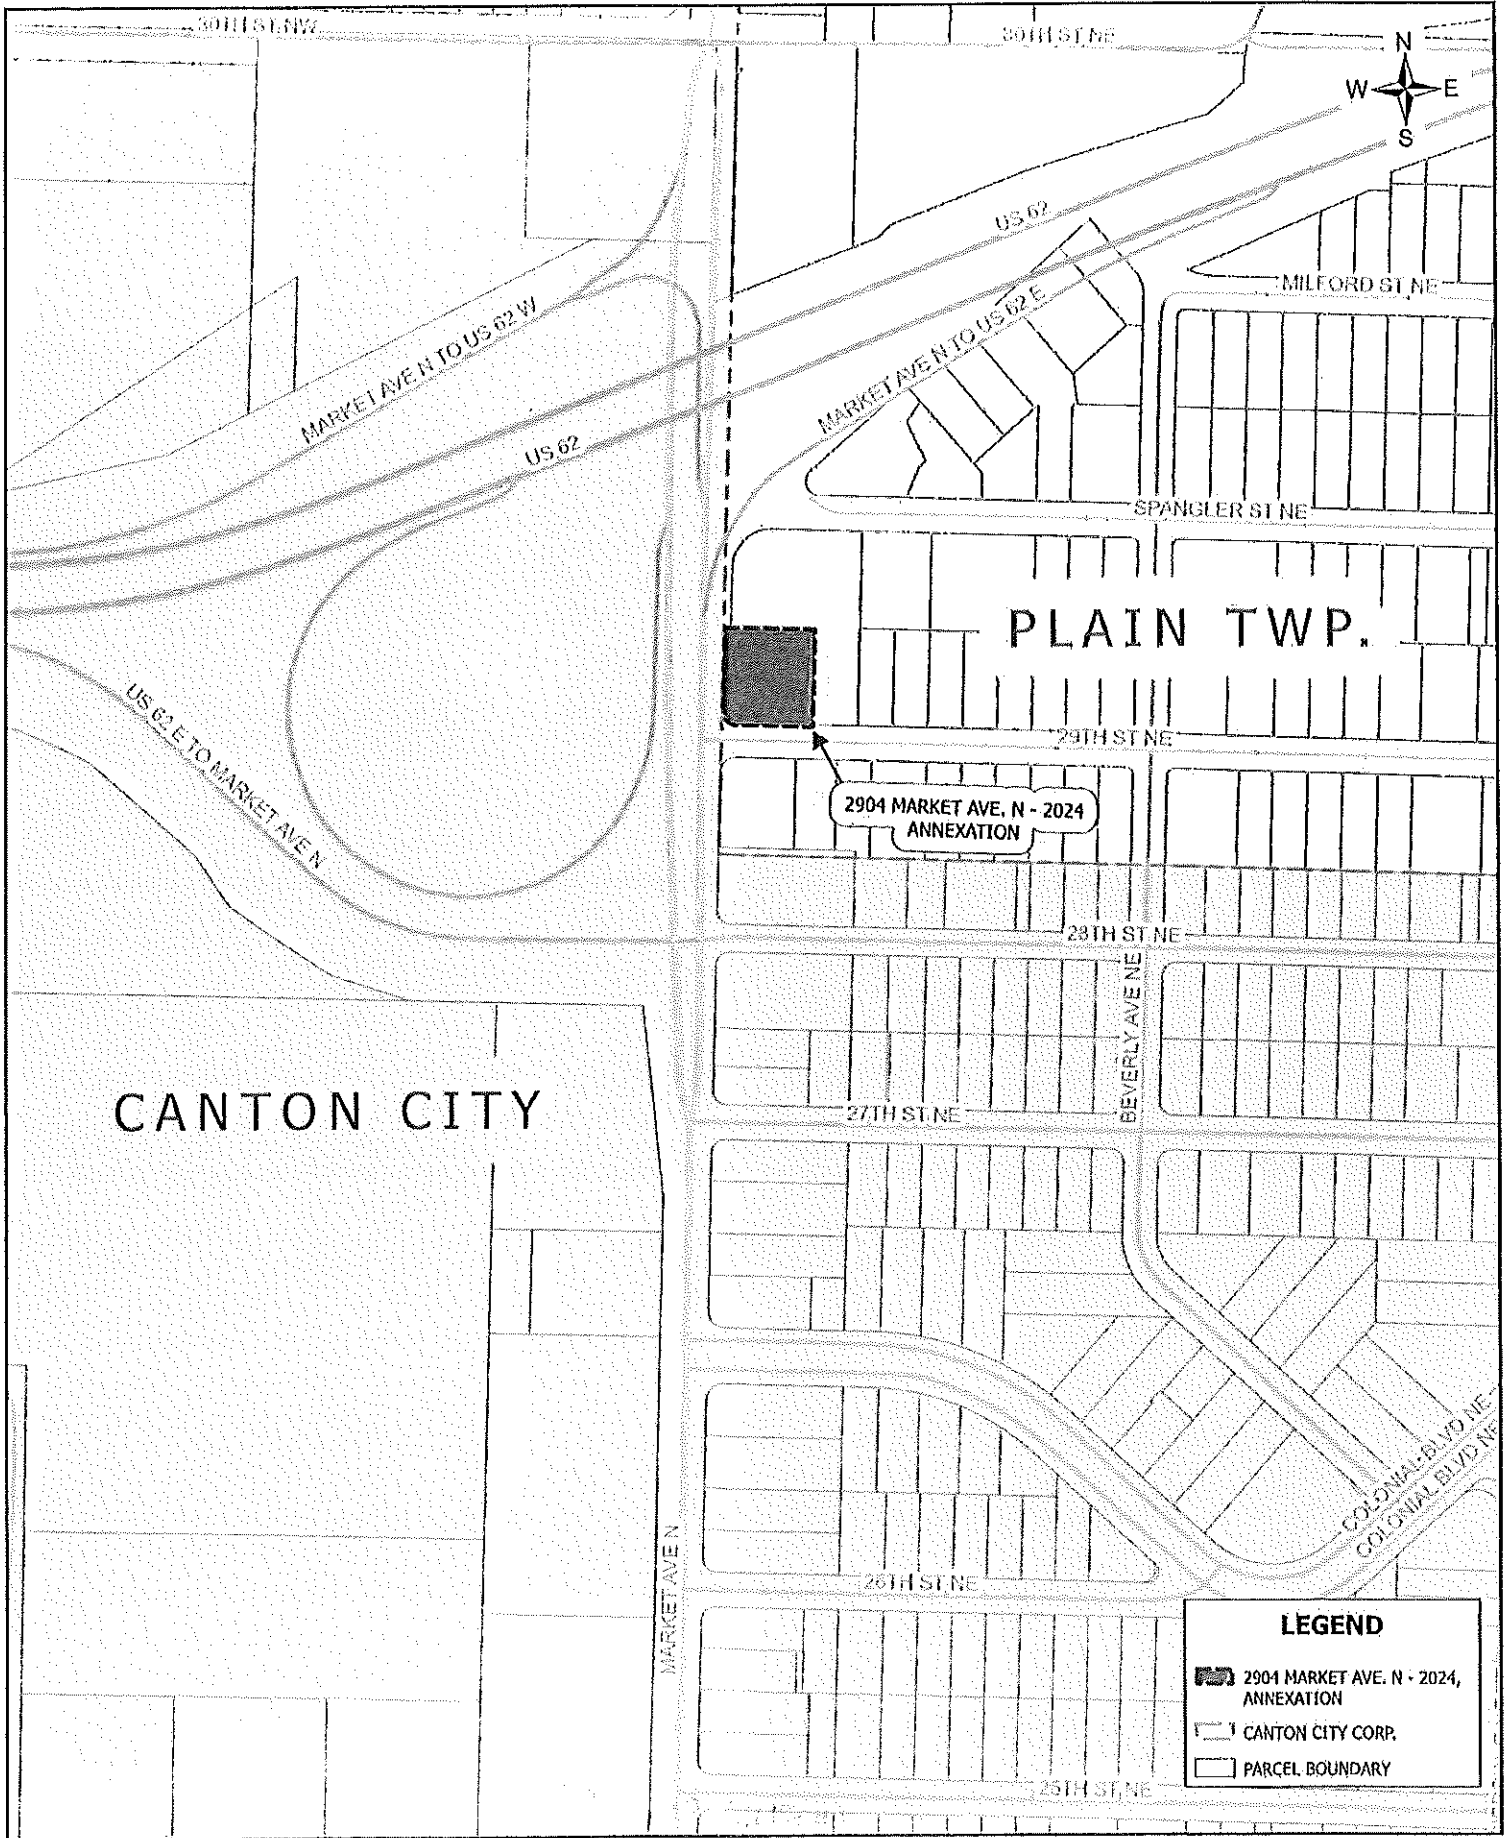 30TH ST NW
30TH ST NE
N
W E
S
US 62
MILFORD ST NE
MARKET AVE N TO US 62 W
MARKET AVE N TO US 62 E
US 62
SPANGLER ST NE
PLAIN TWP.
US 62 E TO MARKET AVE N
29TH ST NE
2904 MARKET AVE. N - 2024
ANNEXATION
28TH ST NE
BEVERLY AVE NE
CANTON CITY
27TH ST NE
COLONIAL BLVD NE
COLONIAL BLVD NE
MARKET AVE N
26TH ST NE
LEGEND
2904 MARKET AVE. N - 2024,
ANNEXATION
CANTON CITY CORP.
PARCEL BOUNDARY
25TH ST NE